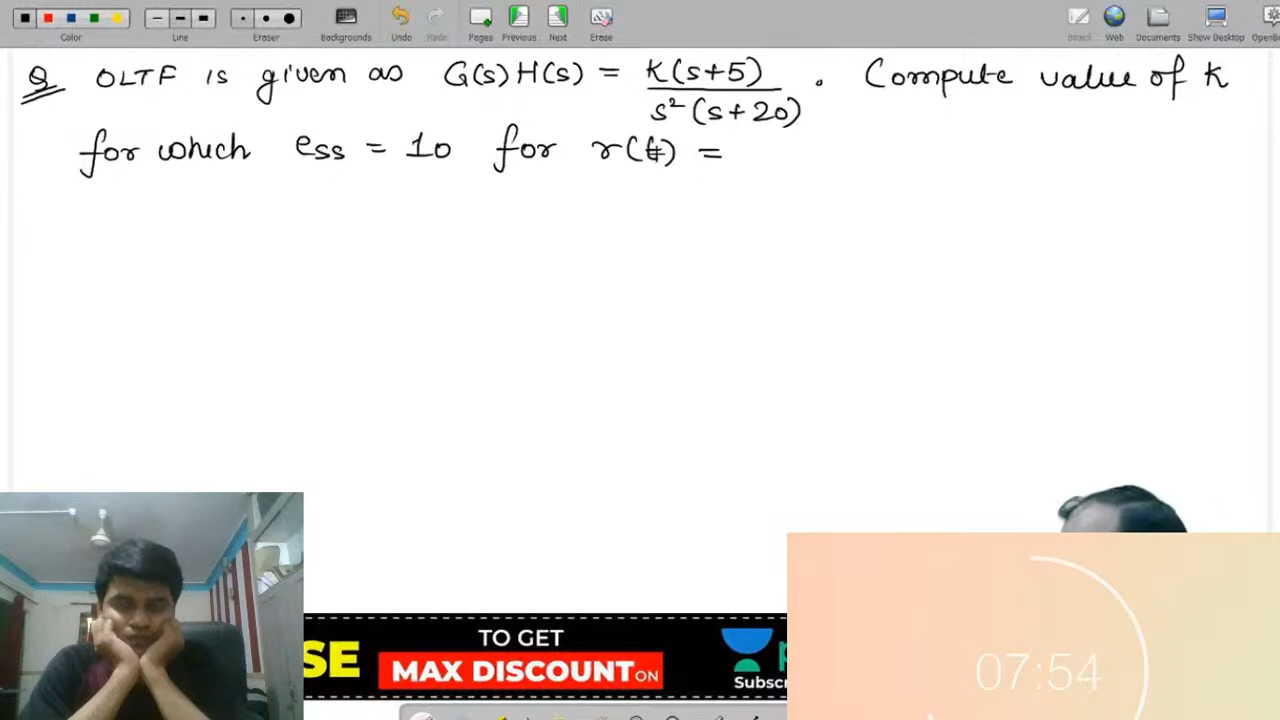 Color
Line
Eraser
Backgrounds
Undo
Redo
Pages
Previous
Next
Erase
Board
Web
Documents
Show Desktop
OpenBo
Q OLTF is given as G(s)H(s) = K(s+5) / s²(s+20) . Compute value of K
for which ess = 10 for r(t) =
SE
TO GET
MAX DISCOUNT ON
Subsc
07:54